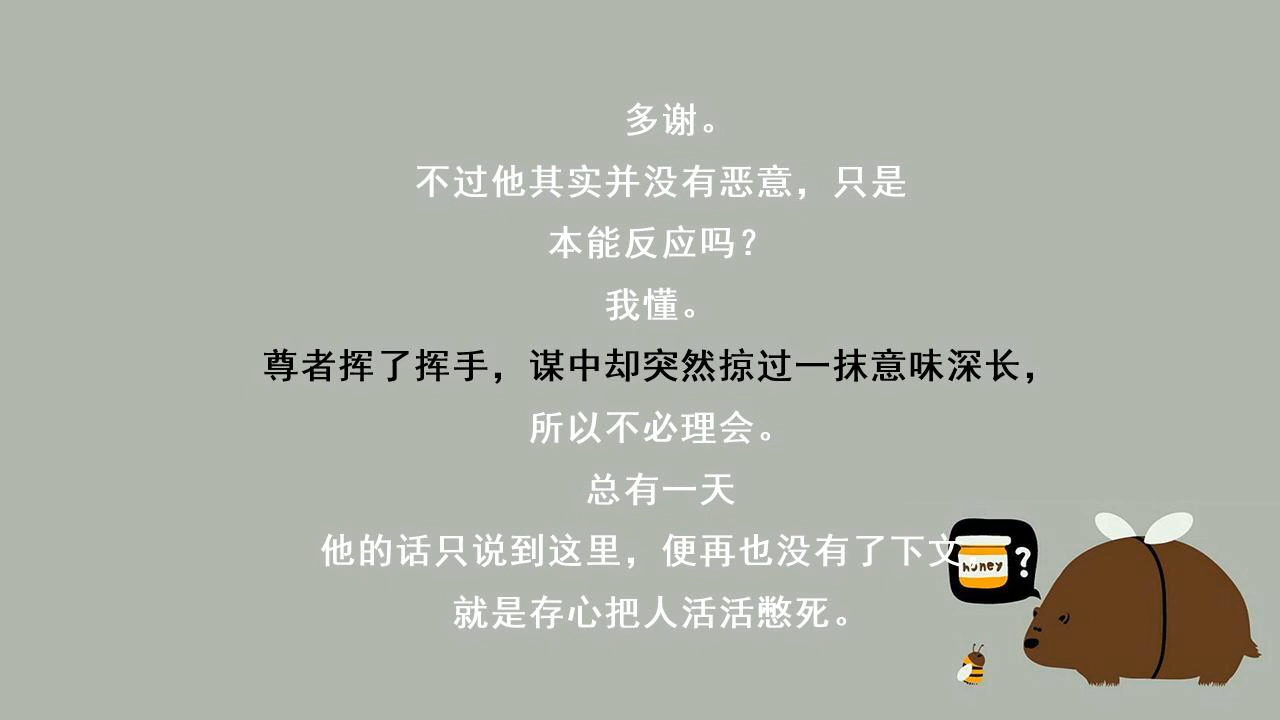 多谢。
不过他其实并没有恶意，只是
本能反应吗？
我懂。
尊者挥了挥手，谋中却突然掠过一抹意味深长，
所以不必理会。
总有一天
他的话只说到这里，便再也没有了下文，
就是存心把人活活憋死。
honey
?